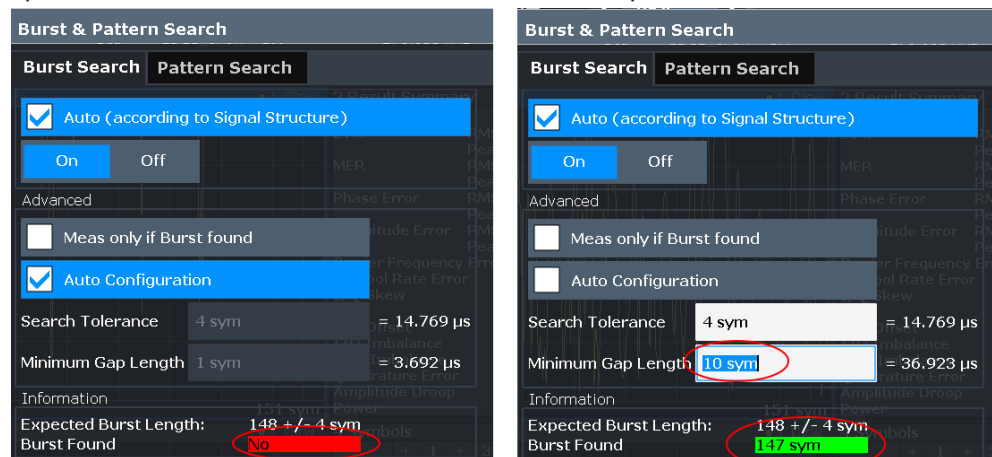 Burst & Pattern Search
Burst Search Pattern Search
Auto (according to Signal Structure)
On Off
Advanced
Meas only if Burst found
Auto Configuration
Search Tolerance 4 sym = 14.769 µs
Minimum Gap Length 1 sym = 3.692 µs
Information
Expected Burst Length: 148 +/- 4 sym
Burst Found No
Burst & Pattern Search
Burst Search Pattern Search
Auto (according to Signal Structure)
On Off
Advanced
Meas only if Burst found
Auto Configuration
Search Tolerance 4 sym = 14.769 µs
Minimum Gap Length 10 sym = 36.923 µs
Information
Expected Burst Length: 148 +/- 4 sym
Burst Found 147 sym